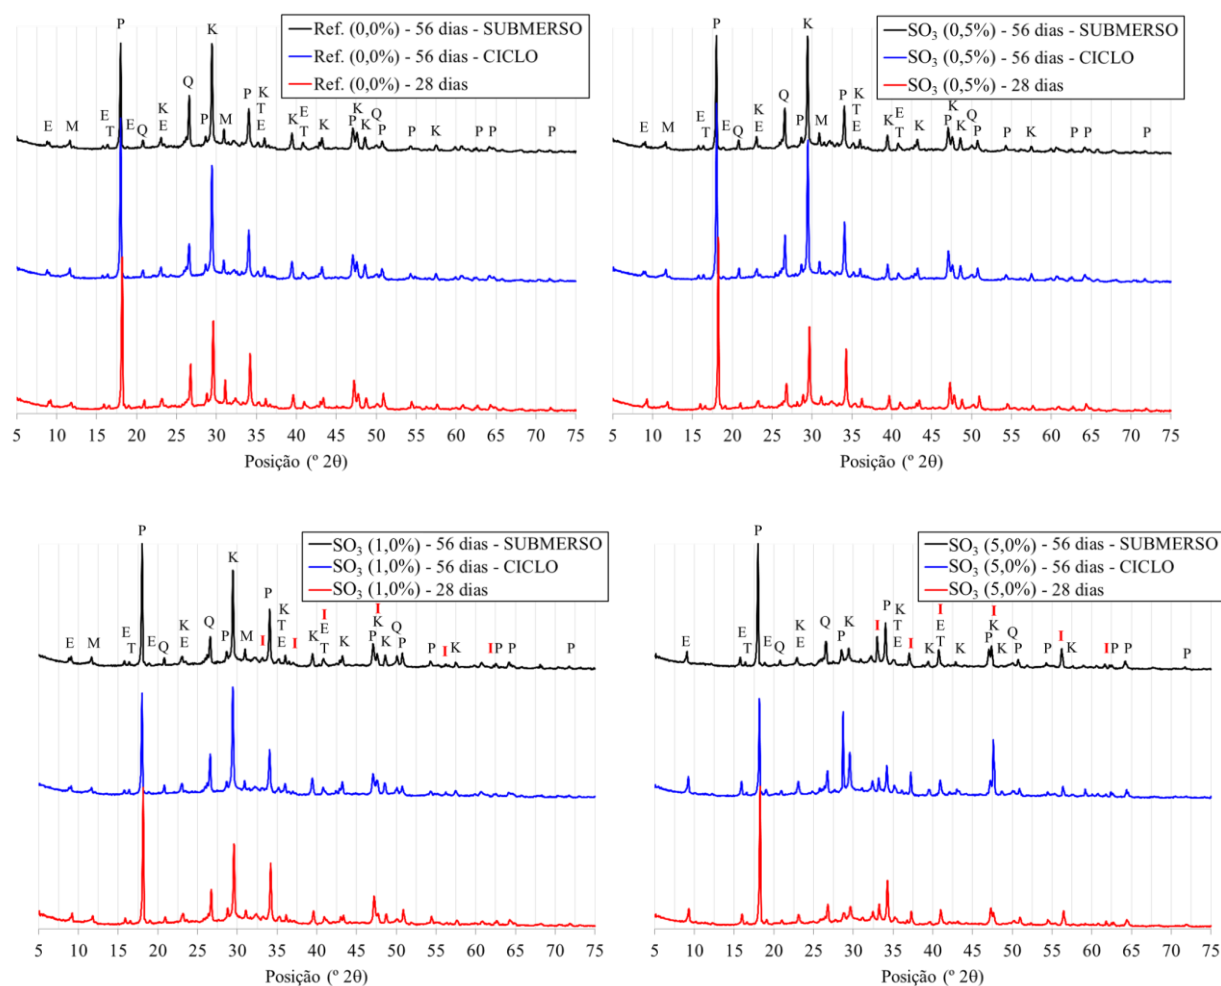 P
K
Ref. (0,0%) - 56 dias - SUBMERSO
Ref. (0,0%) - 56 dias - CICLO
Ref. (0,0%) - 28 dias
E M E T E Q K E Q P M P K T E K E T K P K K Q P P K P P P
5 10 15 20 25 30 35 40 45 50 55 60 65 70 75
Posição (º 2θ)
P
K
SO₃ (0,5%) - 56 dias - SUBMERSO
SO₃ (0,5%) - 56 dias - CICLO
SO₃ (0,5%) - 28 dias
E M E T E Q K E Q P M P K T E K E T K P K K Q P P K P P P
5 10 15 20 25 30 35 40 45 50 55 60 65 70 75
Posição (º 2θ)
P
K
SO₃ (1,0%) - 56 dias - SUBMERSO
SO₃ (1,0%) - 56 dias - CICLO
SO₃ (1,0%) - 28 dias
E M E T E Q K E Q P M I P K T E I K I E T K P K I K Q P P I K I P P P
5 10 15 20 25 30 35 40 45 50 55 60 65 70 75
Posição (º 2θ)
P
SO₃ (5,0%) - 56 dias - SUBMERSO
SO₃ (5,0%) - 56 dias - CICLO
SO₃ (5,0%) - 28 dias
E E T E Q K E Q P K I P K T E I K I E T K P K I K Q P P I K I P P P
5 10 15 20 25 30 35 40 45 50 55 60 65 70 75
Posição (º 2θ)